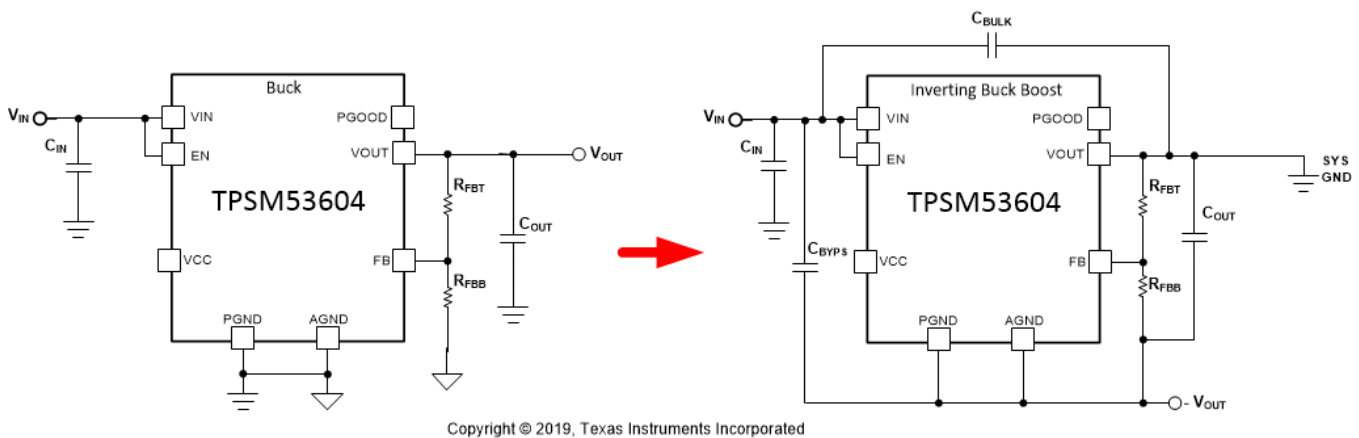 Buck
VIN
VIN
PGOOD
CIN
EN
VOUT
VOUT
RFBT
TPSM53604
COUT
VCC
FB
RFBB
PGND
AGND
CBULK
Inverting Buck Boost
VIN
VIN
PGOOD
CIN
EN
VOUT
SYS
GND
RFBT
TPSM53604
COUT
CBYPS
VCC
FB
RFBB
PGND
AGND
- VOUT
Copyright © 2019, Texas Instruments Incorporated